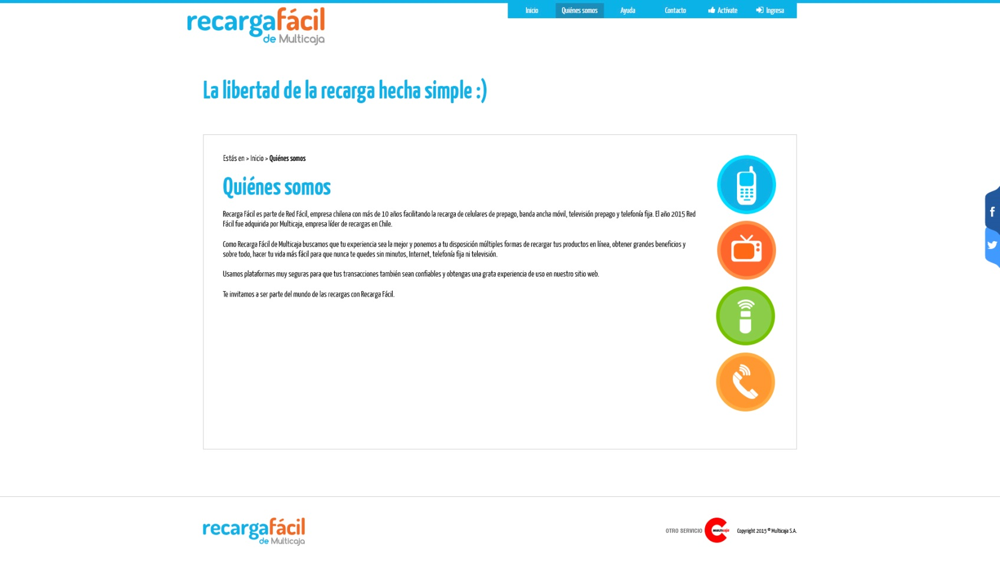 recargafácil
de Multicaja
Inicio
Quiénes somos
Ayuda
Contacto
Actívate
Ingresa
La libertad de la recarga hecha simple :)
Estás en > Inicio > Quiénes somos
Quiénes somos
Recarga Fácil es parte de Red Fácil, empresa chilena con más de 10 años facilitando la recarga de celulares de prepago, banda ancha móvil, televisión prepago y telefonía fija. El año 2015 Red
Fácil fue adquirida por Multicaja, empresa líder de recargas en Chile.
Como Recarga Fácil de Multicaja buscamos que tu experiencia sea la mejor y ponemos a tu disposición múltiples formas de recargar tus productos en línea, obtener grandes beneficios y
sobre todo, hacer tu vida más fácil para que nunca te quedes sin minutos, Internet, telefonía fija ni televisión.
Usamos plataformas muy seguras para que tus transacciones también sean confiables y obtengas una grata experiencia de uso en nuestro sitio web.
Te invitamos a ser parte del mundo de las recargas con Recarga Fácil.
recargafácil
de Multicaja
OTRO SERVICIO
MULTIcaja
Copyright 2015 © Multicaja S.A.